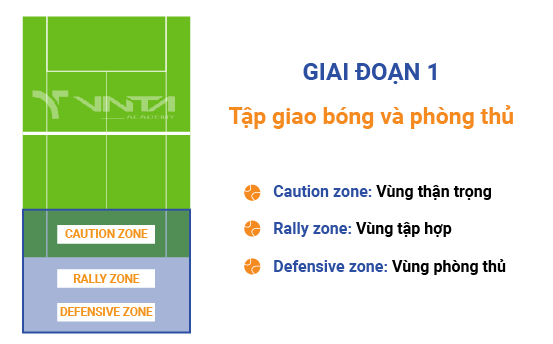 GIAI ĐOẠN 1
Tập giao bóng và phòng thủ
VNTA
ACADEMY
CAUTION ZONE
RALLY ZONE
DEFENSIVE ZONE
Caution zone: Vùng thận trọng
Rally zone: Vùng tập hợp
Defensive zone: Vùng phòng thủ